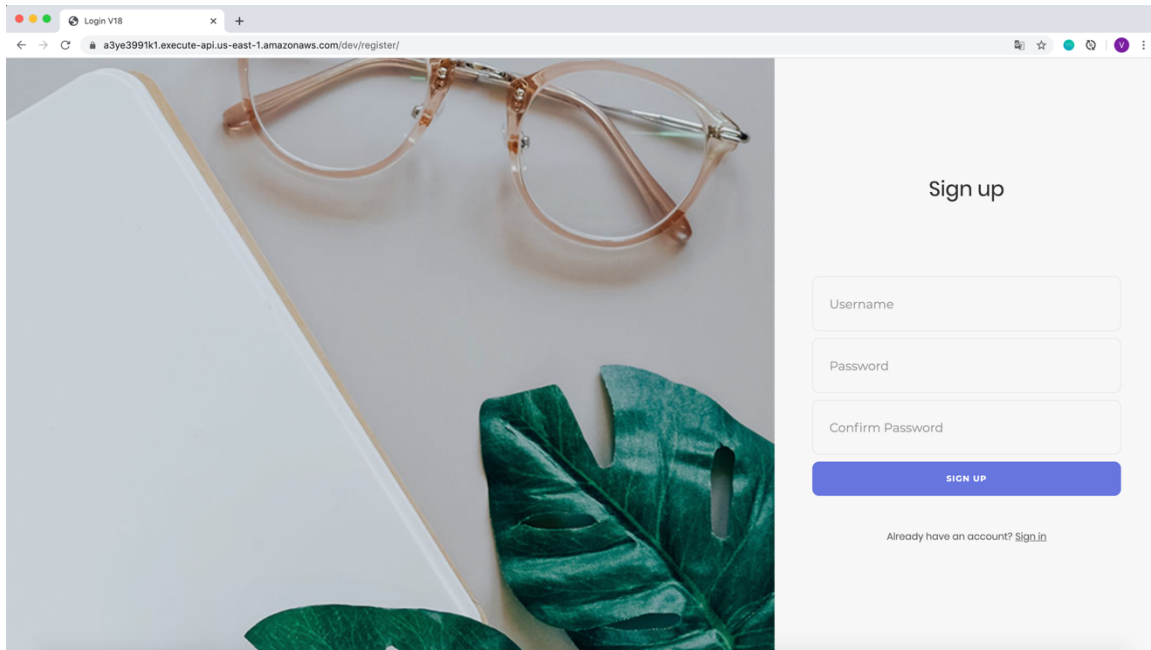 Login V18
a3ye3991k1.execute-api.us-east-1.amazonaws.com/dev/register/
V
Sign up
Username
Password
Confirm Password
SIGN UP
Already have an account? Sign in